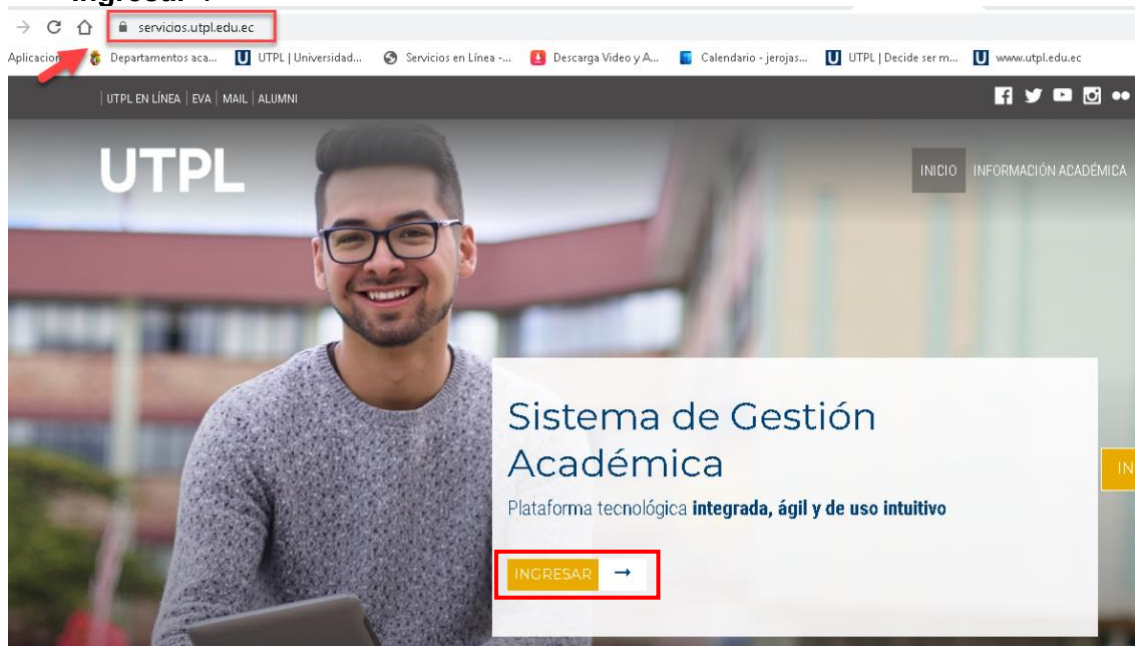 Ingresar".
servicios.utpl.edu.ec
Aplicacion Departamentos aca... UTPL | Universidad... Servicios en Línea -... Descarga Video y A... Calendario - jerojas... UTPL | Decide ser m... www.utpl.edu.ec
| UTPL EN LÍNEA | EVA | MAIL | ALUMNI
UTPL
INICIO INFORMACIÓN ACADÉMICA
Sistema de Gestión
Académica
IN
Plataforma tecnológica integrada, ágil y de uso intuitivo
INGRESAR →